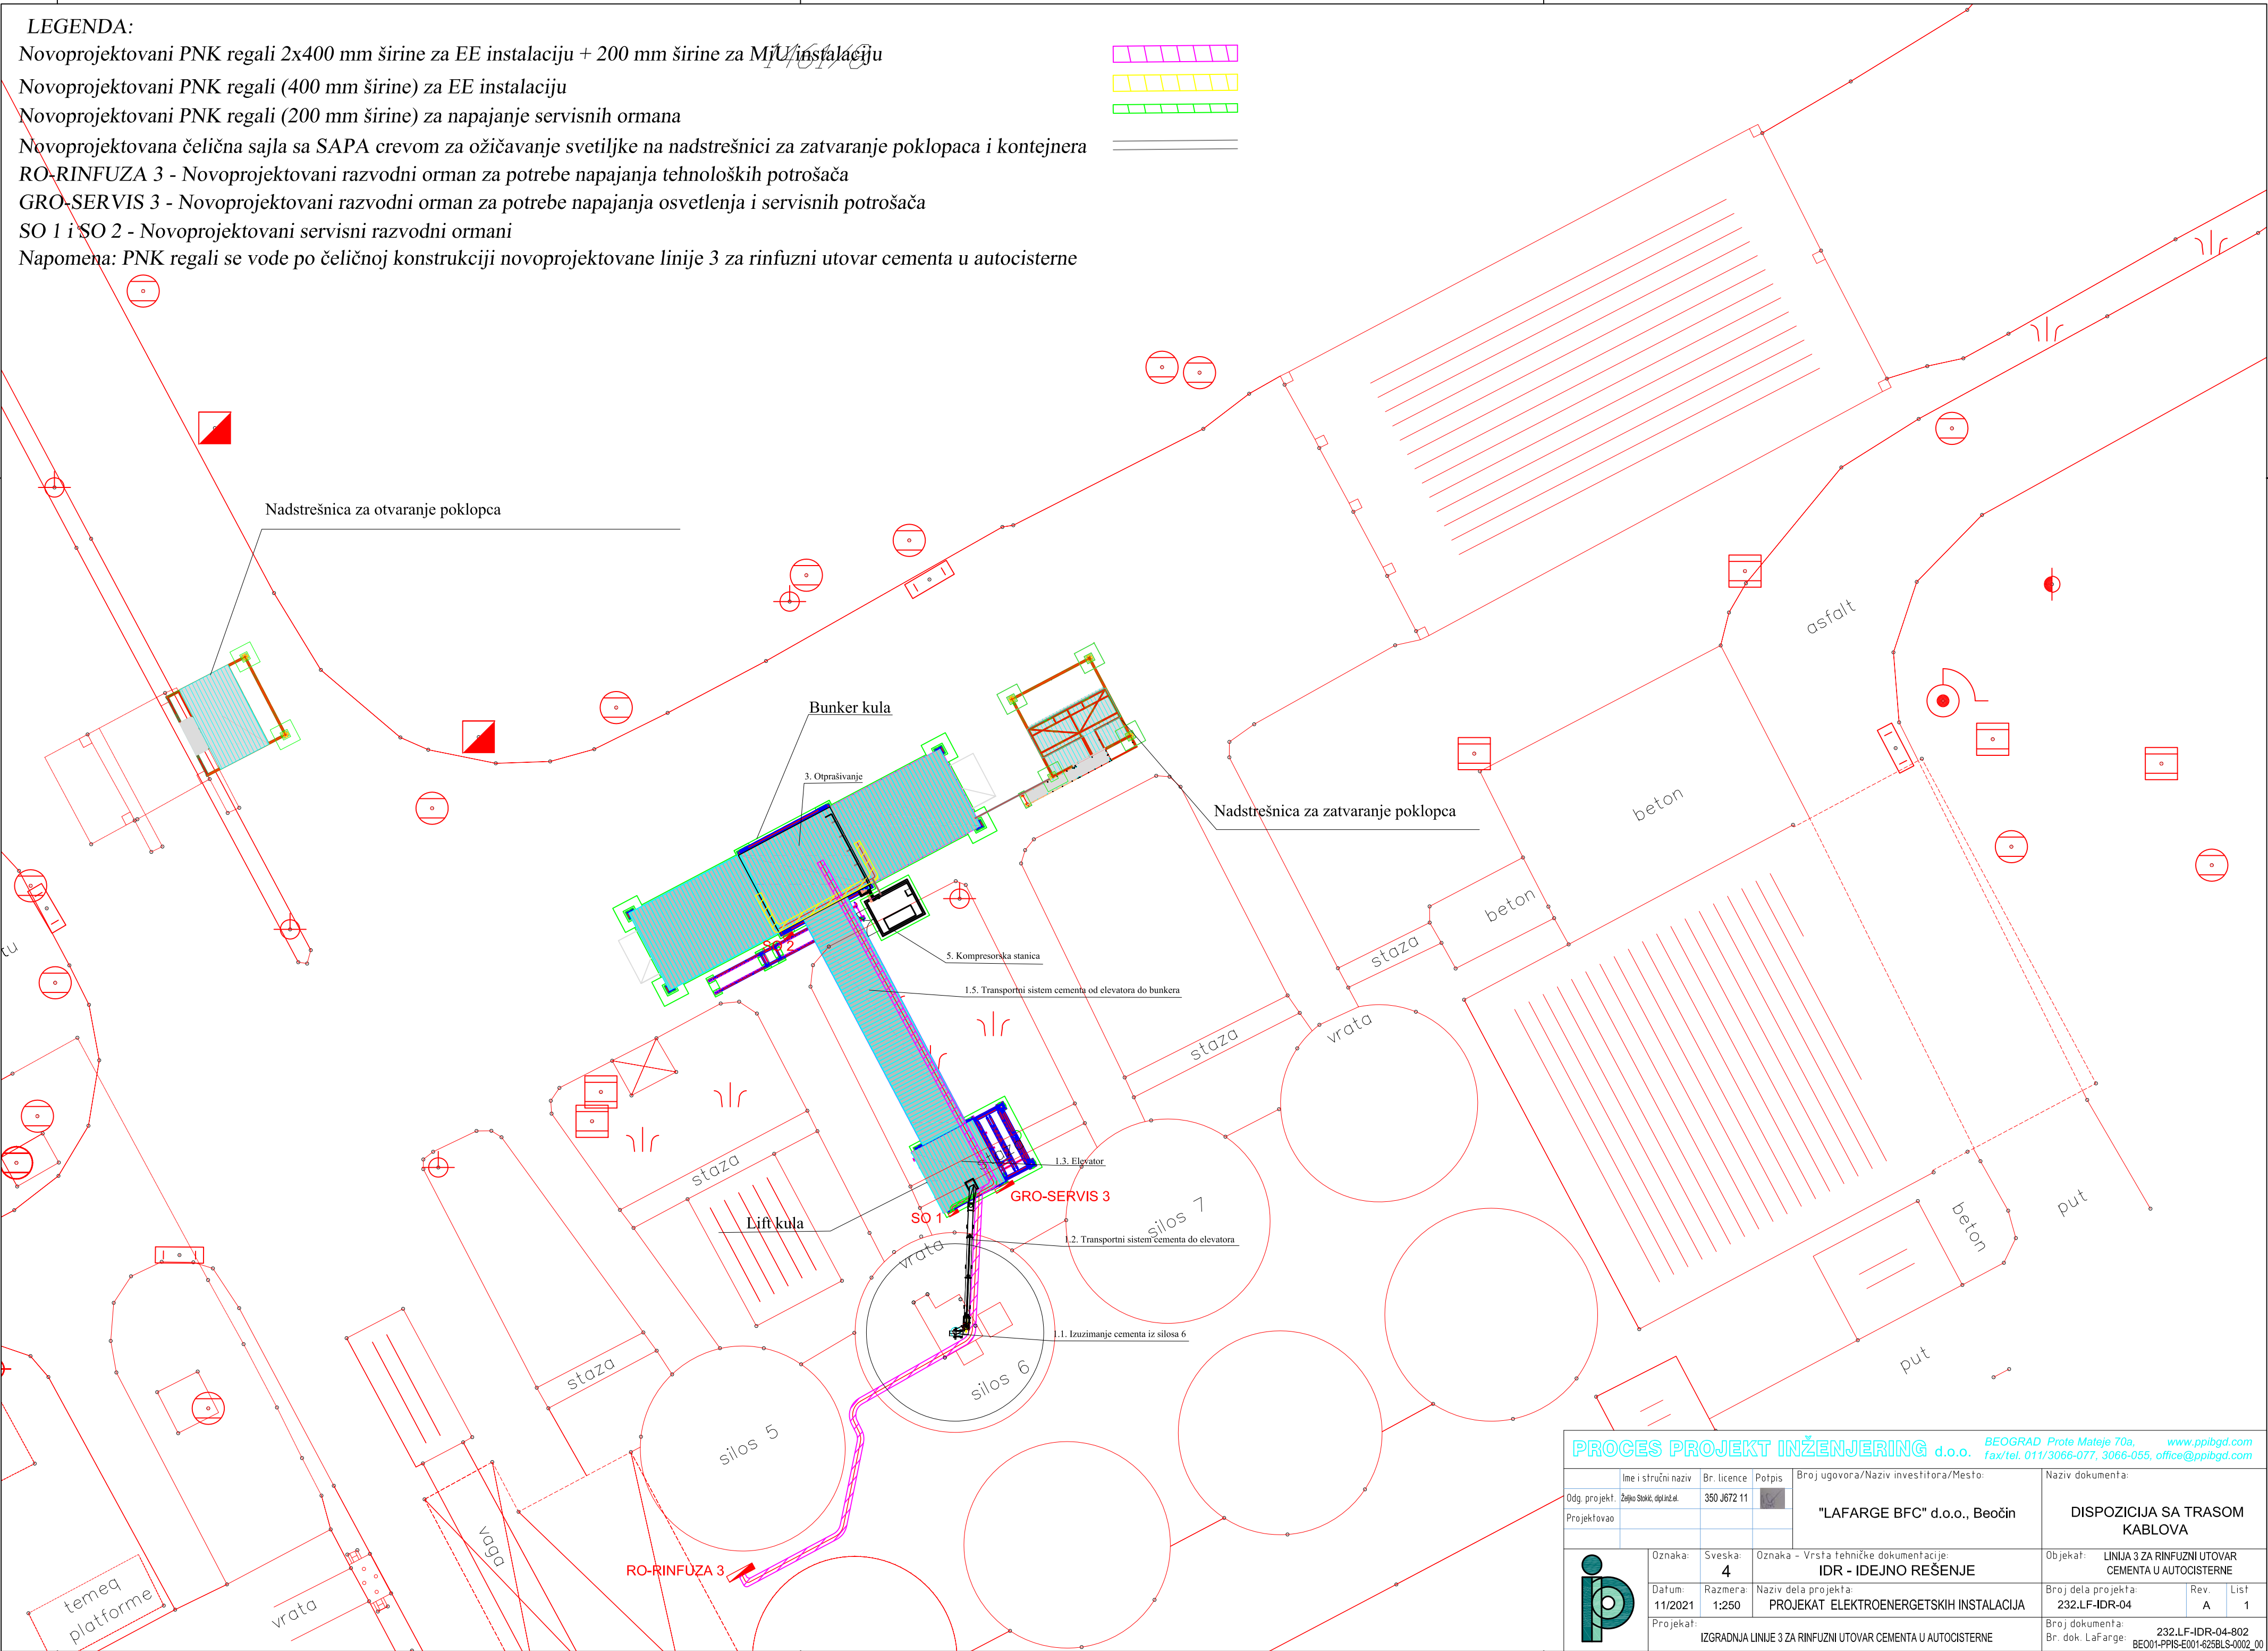 LEGENDA:
Novoprojektovani PNK regali 2x400 mm širine za EE instalaciju + 200 mm širine za MiU instalaciju
Novoprojektovani PNK regali (400 mm širine) za EE instalaciju
Novoprojektovani PNK regali (200 mm širine) za napajanje servisnih ormana
Novoprojektovana čelična sajla sa SAPA crevom za ožičavanje svetiljke na nadstrešnici za zatvaranje poklopaca i kontejnera
RO-RINFUZA 3 - Novoprojektovani razvodni orman za potrebe napajanja tehnoloških potrošača
GRO-SERVIS 3 - Novoprojektovani razvodni orman za potrebe napajanja osvetlenja i servisnih potrošača
SO 1 i SO 2 - Novoprojektovani servisni razvodni ormani
Napomena: PNK regali se vode po čeličnoj konstrukciji novoprojektovane linije 3 za rinfuzni utovar cementa u autocisterne
Nadstrešnica za otvaranje poklopca
asfalt
Bunker kula
3. Otprašivanje
Nadstrešnica za zatvaranje poklopca
beton
beton
staza
SO 2
5. Kompresorska stanica
1.5. Transportni sistem cementa od elevatora do bunkera
vrata
staza
staza
1.3. Elevator
GRO-SERVIS 3
SO 1
Lift kula
silos 7
1.2. Transportni sistem cementa do elevatora
vrata
beton
put
1.1. Izuzimanje cementa iz silosa 6
silos 6
staza
put
silos 5
vaga
RO-RINFUZA 3
temeq
platforme
vrata
PROCES PROJEKT INŽENJERING d.o.o.
BEOGRAD Prote Mateje 70a, www.ppibgd.com
fax/tel. 011/3066-077, 3066-055, office@ppibgd.com
Ime i stručni naziv
Br. licence
Potpis
Broj ugovora/Naziv investitora/Mesto:
Naziv dokumenta:
Odg. projekt.
Željko Stokić, dipl.inž.el.
350 J672 11
Projektovao
"LAFARGE BFC" d.o.o., Beočin
DISPOZICIJA SA TRASOM
KABLOVA
Oznaka:
Sveska:
4
Oznaka - Vrsta tehničke dokumentacije:
IDR - IDEJNO REŠENJE
Objekat: LINIJA 3 ZA RINFUZNI UTOVAR
CEMENTA U AUTOCISTERNE
Datum:
11/2021
Razmera:
1:250
Naziv dela projekta:
PROJEKAT ELEKTROENERGETSKIH INSTALACIJA
Broj dela projekta:
232.LF-IDR-04
Rev.
A
List
1
Projekat:
IZGRADNJA LINIJE 3 ZA RINFUZNI UTOVAR CEMENTA U AUTOCISTERNE
Broj dokumenta: 232.LF-IDR-04-802
Br. dok. LaFarge: BEO01-PPIS-E001-625BLS-0002_00